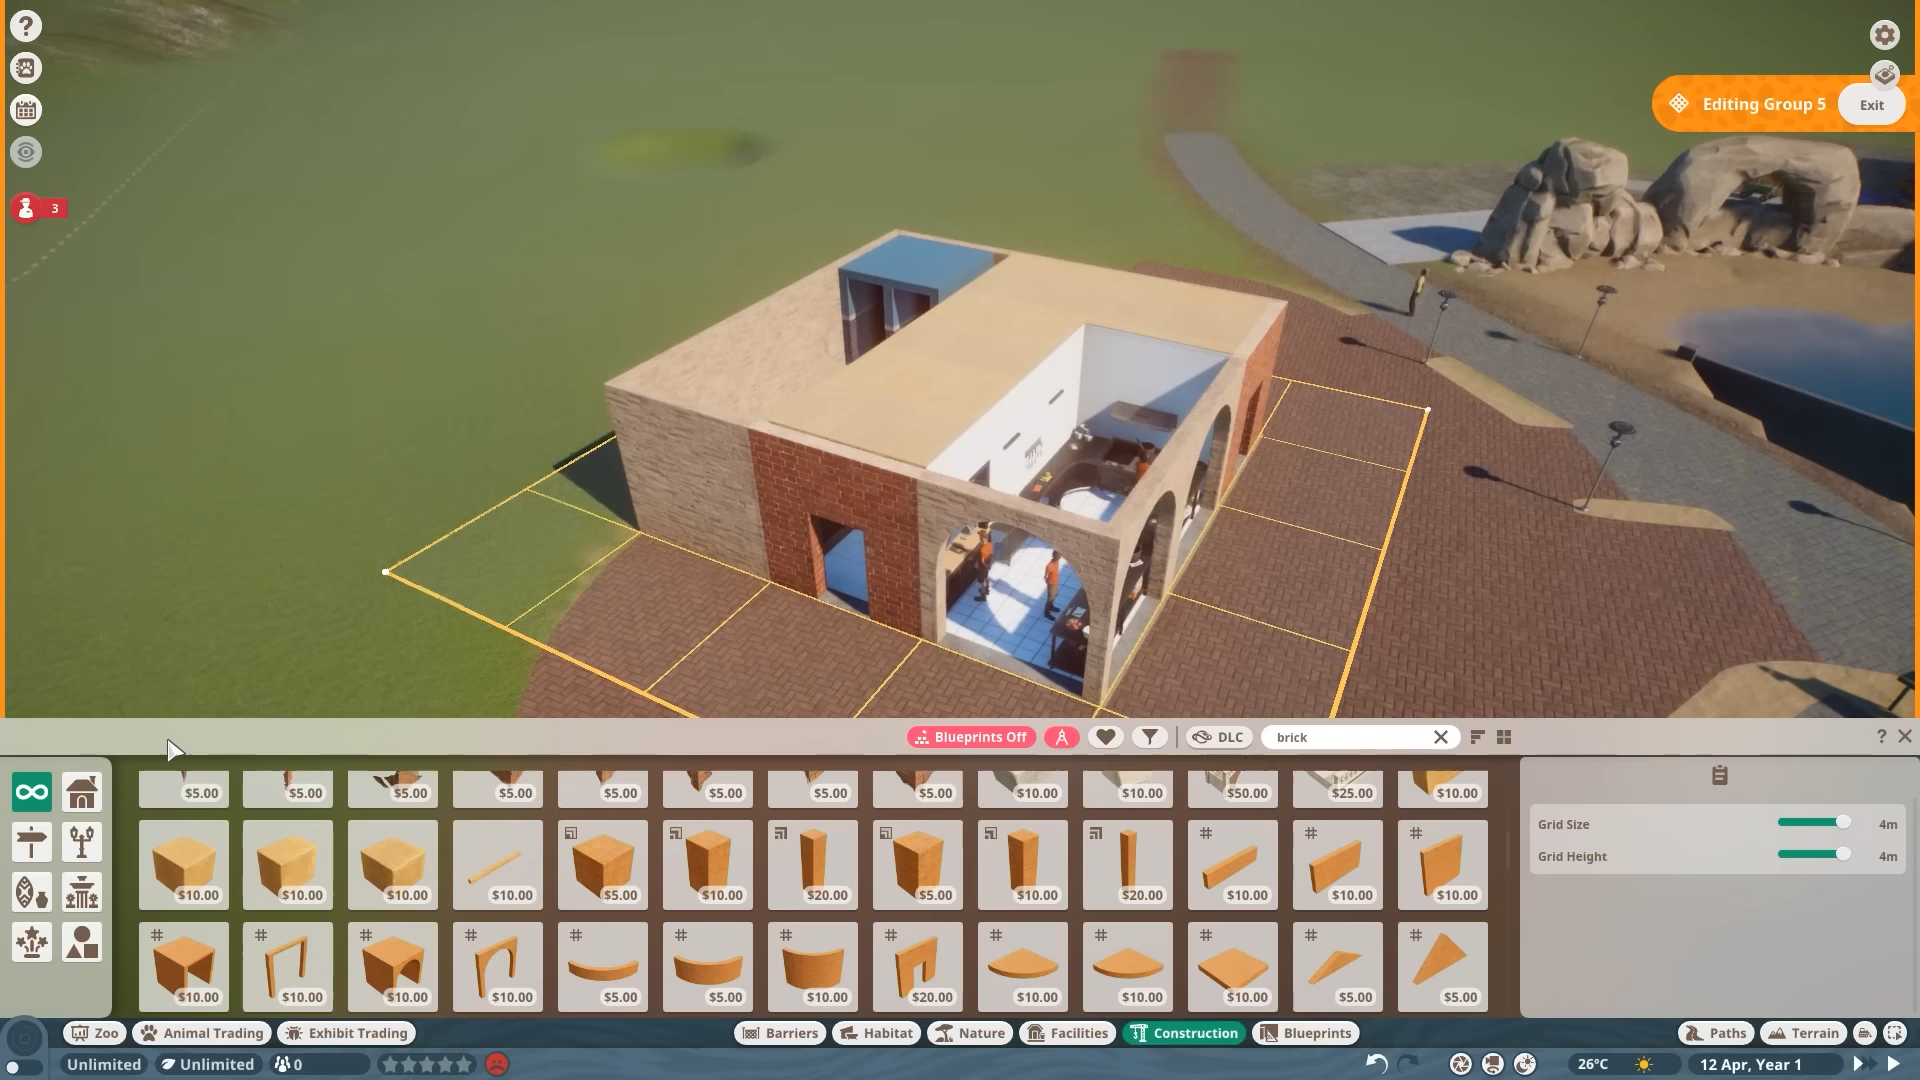 ?
Editing Group 5
Exit
3
Blueprints Off
DLC
brick
?
$5.00 $5.00 $5.00 $5.00 $5.00 $5.00 $5.00 $5.00 $10.00 $10.00 $50.00 $25.00 $10.00
$10.00 $10.00 $10.00 $10.00 $5.00 $10.00 $20.00 $5.00 $10.00 $20.00 $10.00 $10.00 $10.00
$10.00 $10.00 $10.00 $10.00 $5.00 $5.00 $10.00 $20.00 $10.00 $10.00 $10.00 $5.00 $5.00
Grid Size 4m
Grid Height 4m
Zoo Animal Trading Exhibit Trading Barriers Habitat Nature Facilities Construction Blueprints Paths Terrain
Unlimited Unlimited 0 26°C 12 Apr, Year 1